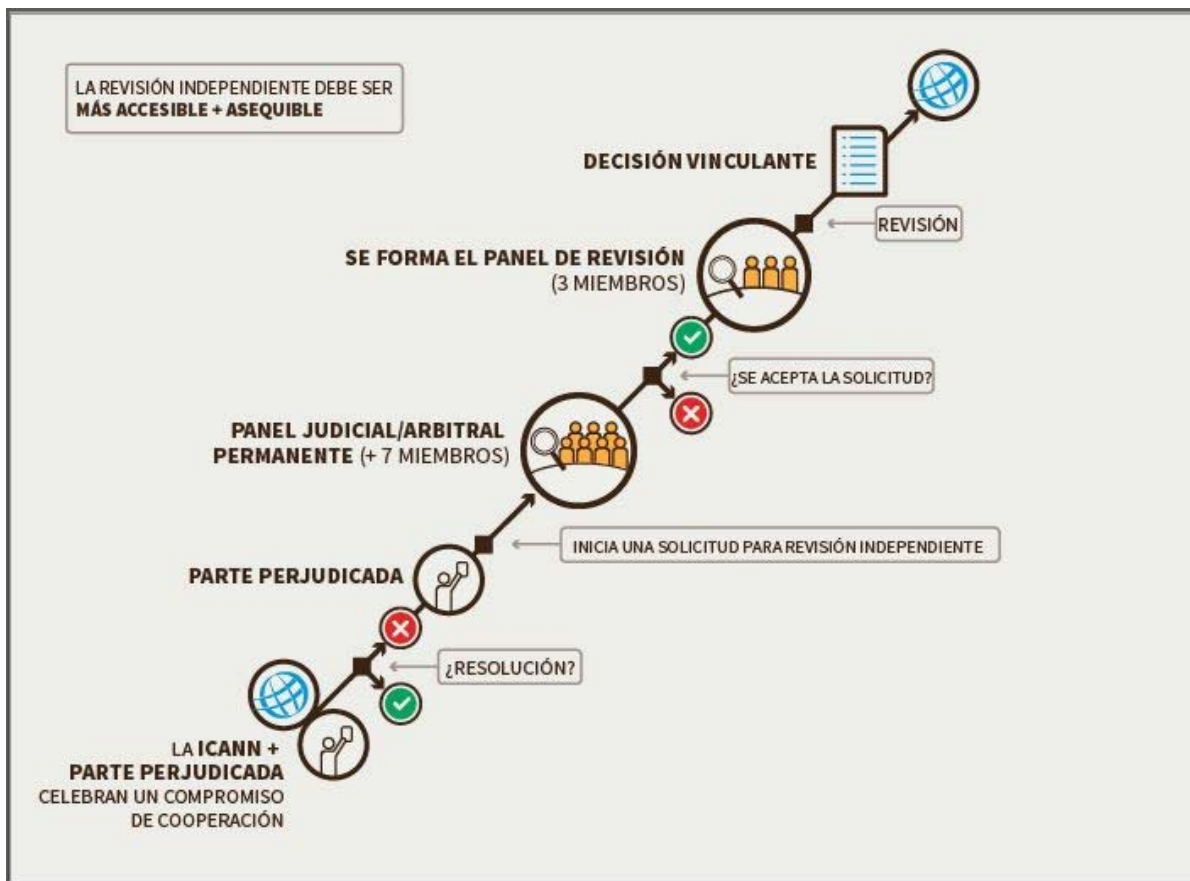 LA REVISIÓN INDEPENDIENTE DEBE SER
MÁS ACCESIBLE + ASEQUIBLE
DECISIÓN VINCULANTE
REVISIÓN
SE FORMA EL PANEL DE REVISIÓN
(3 MIEMBROS)
¿SE ACEPTA LA SOLICITUD?
PANEL JUDICIAL/ARBITRAL
PERMANENTE (+ 7 MIEMBROS)
INICIA UNA SOLICITUD PARA REVISIÓN INDEPENDIENTE
PARTE PERJUDICADA
¿RESOLUCIÓN?
LA ICANN +
PARTE PERJUDICADA
CELEBRAN UN COMPROMISO
DE COOPERACIÓN